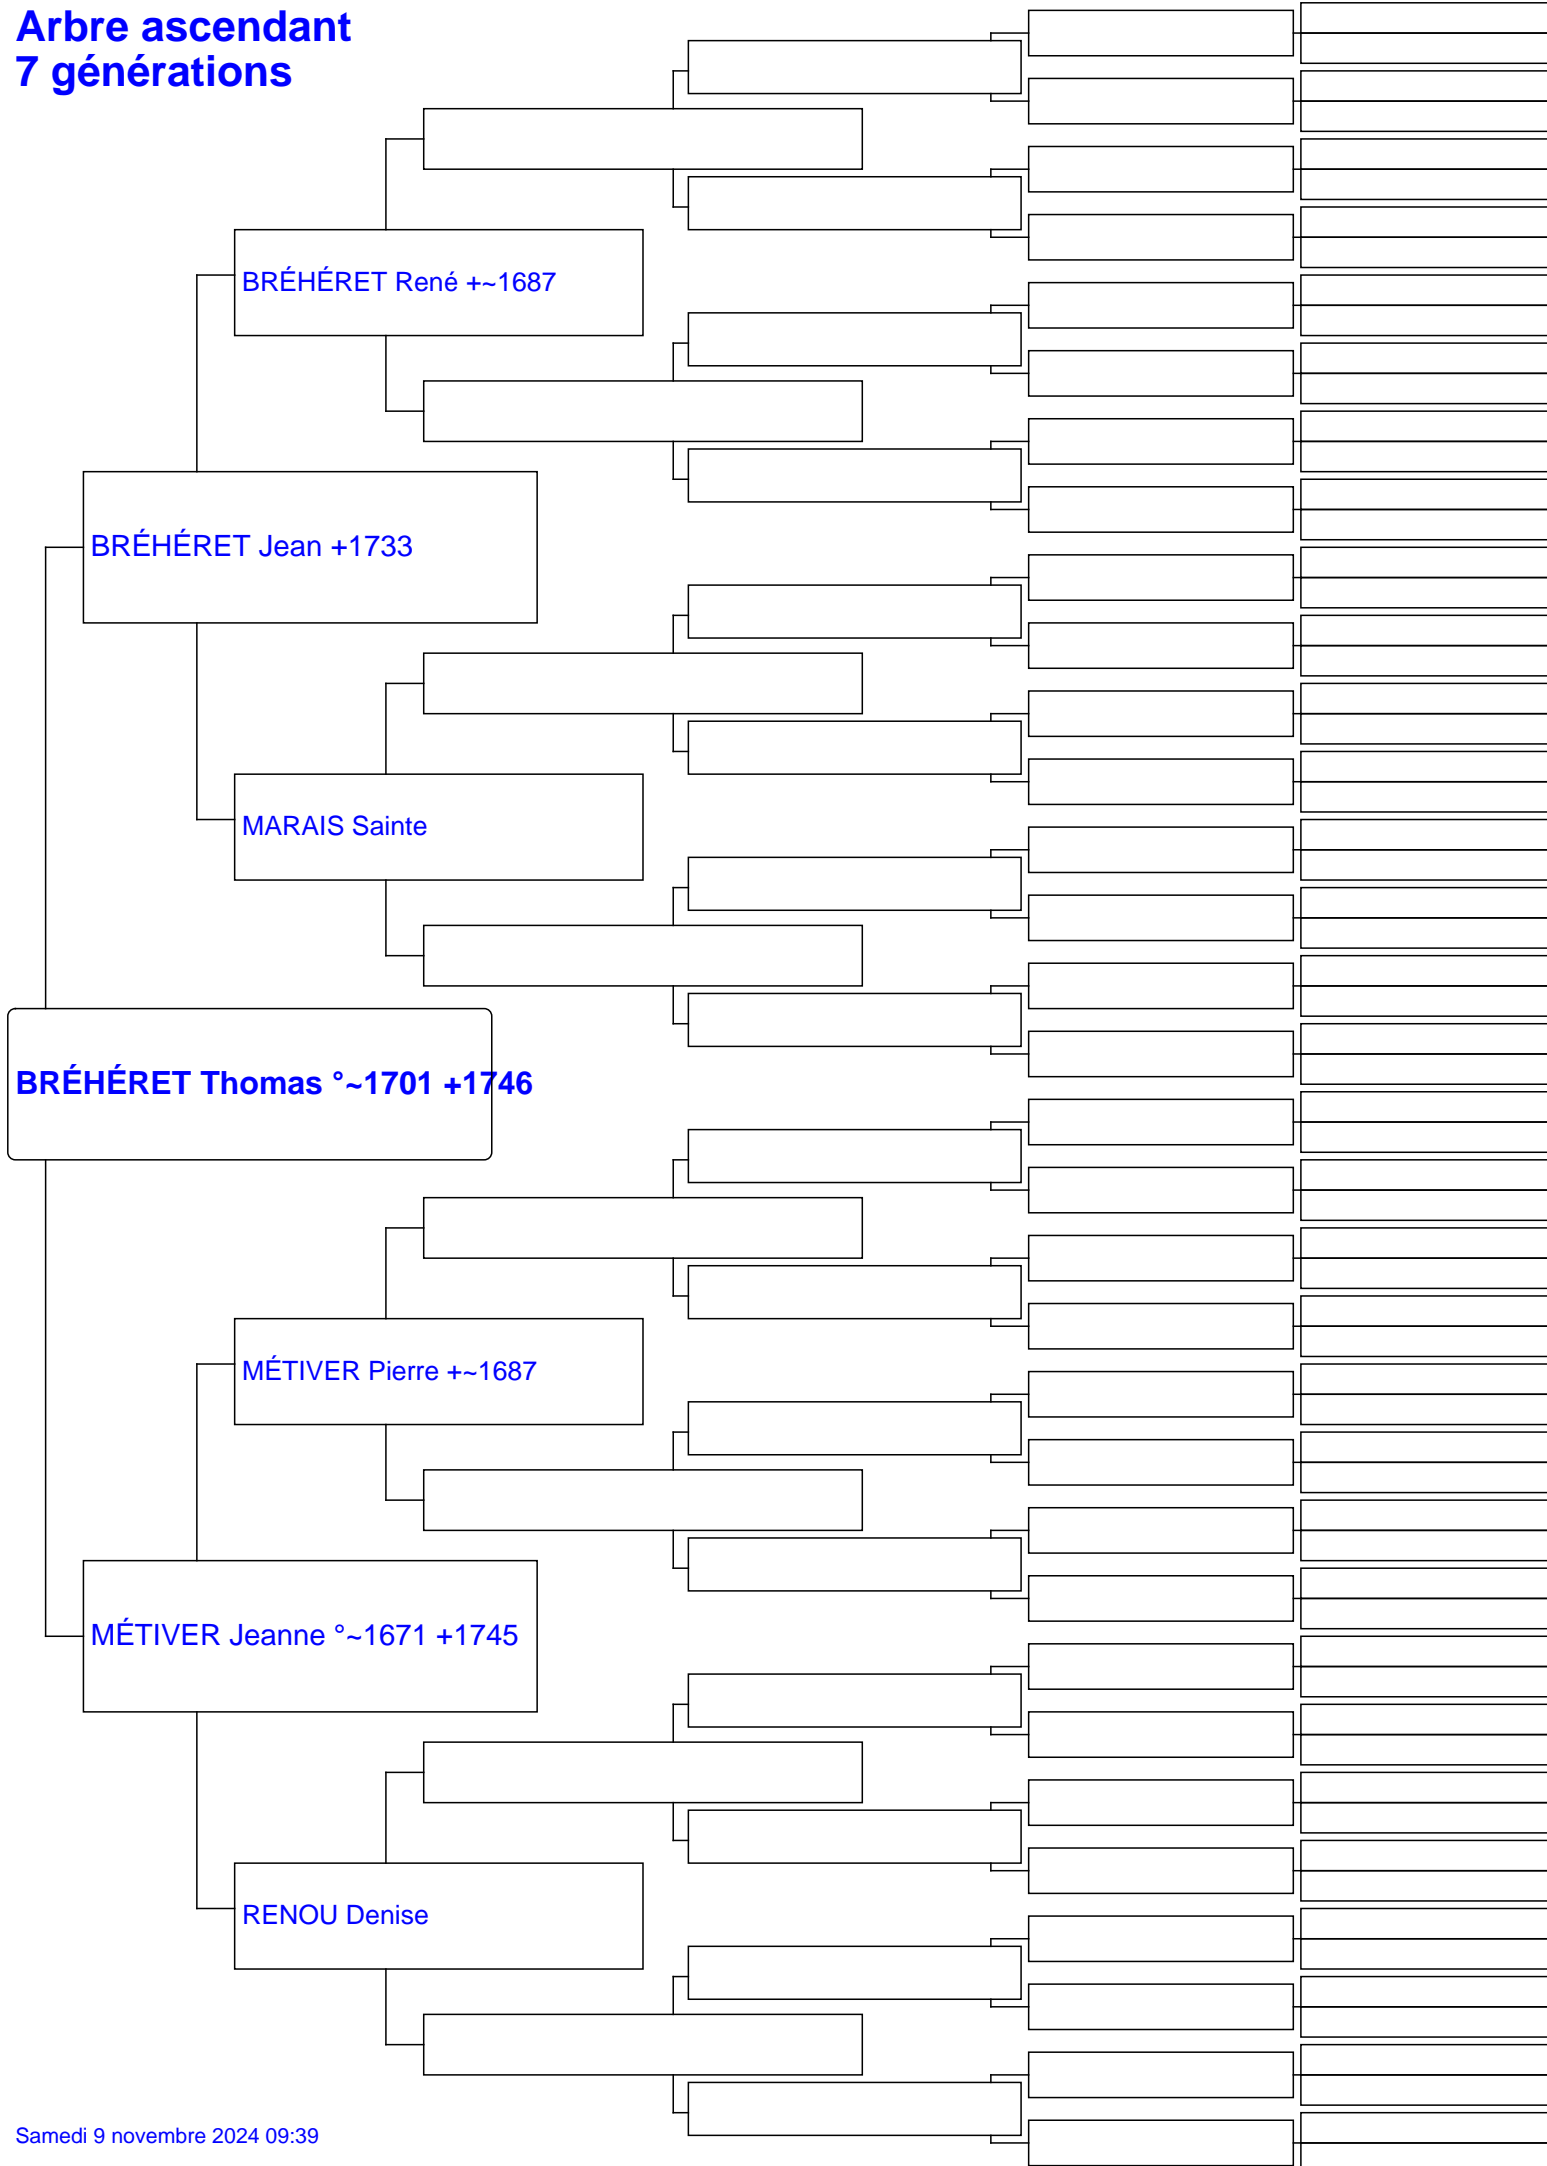 Arbre ascendant
7 générations
BRÉHÉRET René +~1687
BRÉHÉRET Jean +1733
MARAIS Sainte
BRÉHÉRET Thomas °~1701 +1746
MÉTIVER Pierre +~1687
MÉTIVER Jeanne °~1671 +1745
RENOU Denise
Samedi 9 novembre 2024 09:39